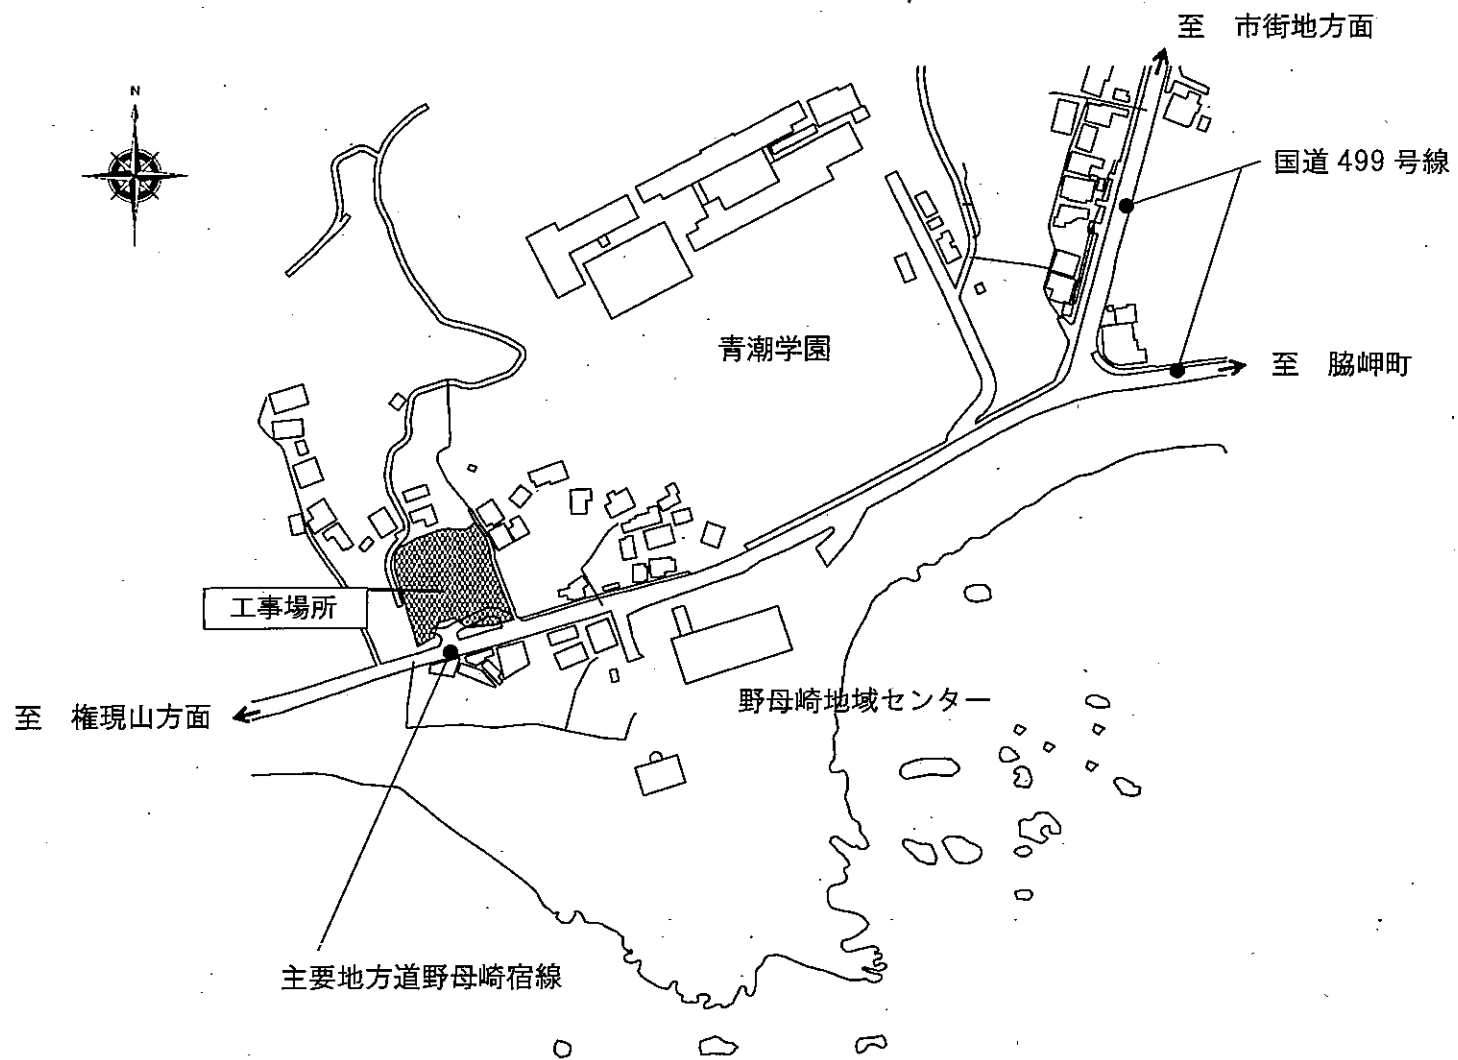 至 市街地方面
N
国道 499 号線
青潮学園
至 脇岬町
工事場所
野母崎地域センター
至 権現山方面
主要地方道野母崎宿線